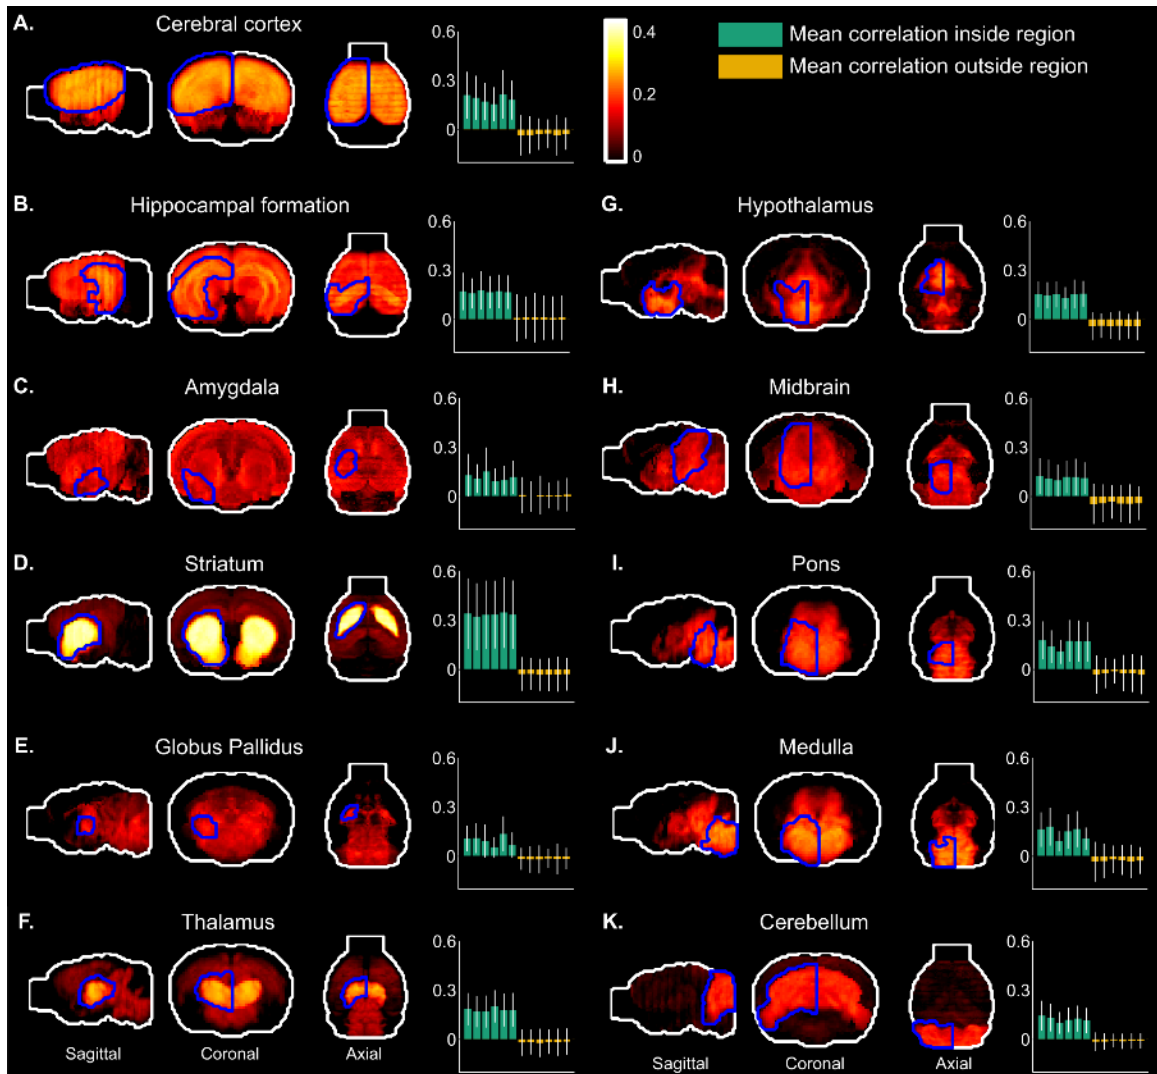 A.
Cerebral cortex
0.6
0.3
0
0.4
0.2
0
Mean correlation inside region
Mean correlation outside region
B.
Hippocampal formation
0.6
0.3
0
G.
Hypothalamus
0.6
0.3
0
C.
Amygdala
0.6
0.3
0
H.
Midbrain
0.6
0.3
0
D.
Striatum
0.6
0.3
0
I.
Pons
0.6
0.3
0
E.
Globus Pallidus
0.6
0.3
0
J.
Medulla
0.6
0.3
0
F.
Thalamus
0.6
0.3
0
Sagittal
Coronal
Axial
K.
Cerebellum
0.6
0.3
0
Sagittal
Coronal
Axial